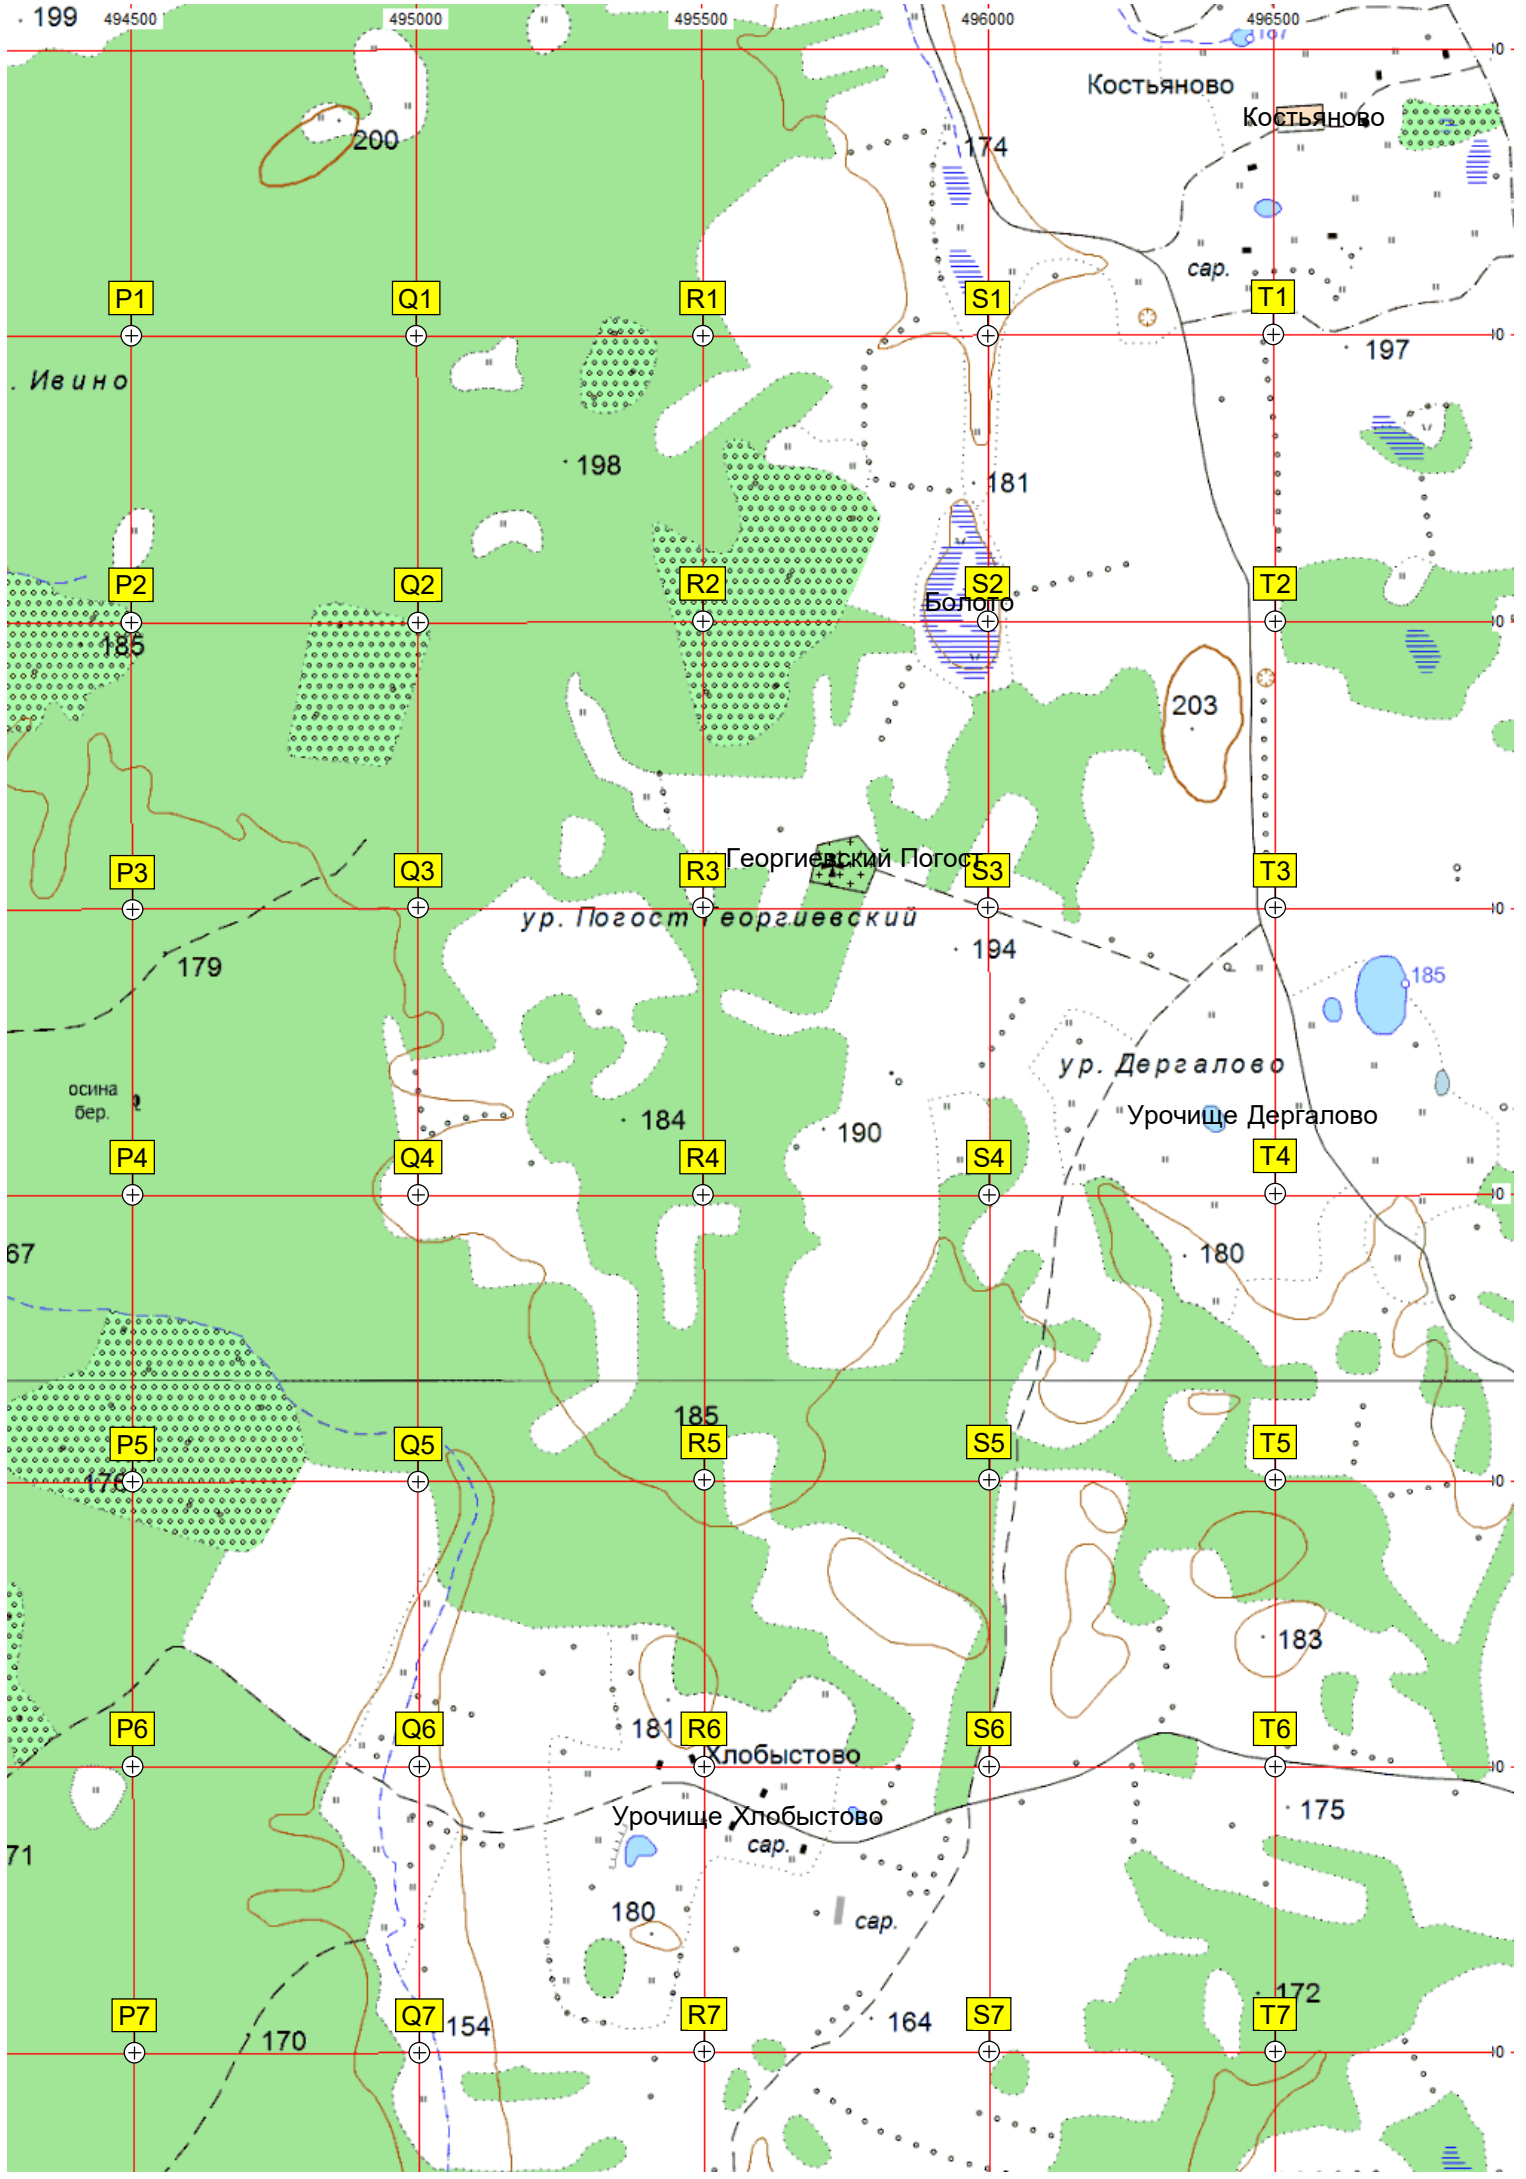 199
494500 495000 495500 496000 496500
187
Костьяново
Костьяново
200
174
сар.
P1 Q1 R1 S1 T1
197
. Ивино
198
181
P2 Q2 R2 S2 T2
Болото
185
203
Георгиевский Погост
P3 Q3 R3 S3 T3
ур. Погост Георгиевский
194
179
185
ур. Дергалово
осина
бер.
Урочище Дергалово
184
190
P4 Q4 R4 S4 T4
67
180
185
P5 Q5 R5 S5 T5
176
183
181
P6 Q6 R6 S6 T6
Хлобыстово
175
Урочище Хлобыстово
сар.
71
180
сар.
172
P7 Q7 R7 S7 T7
154
164
170